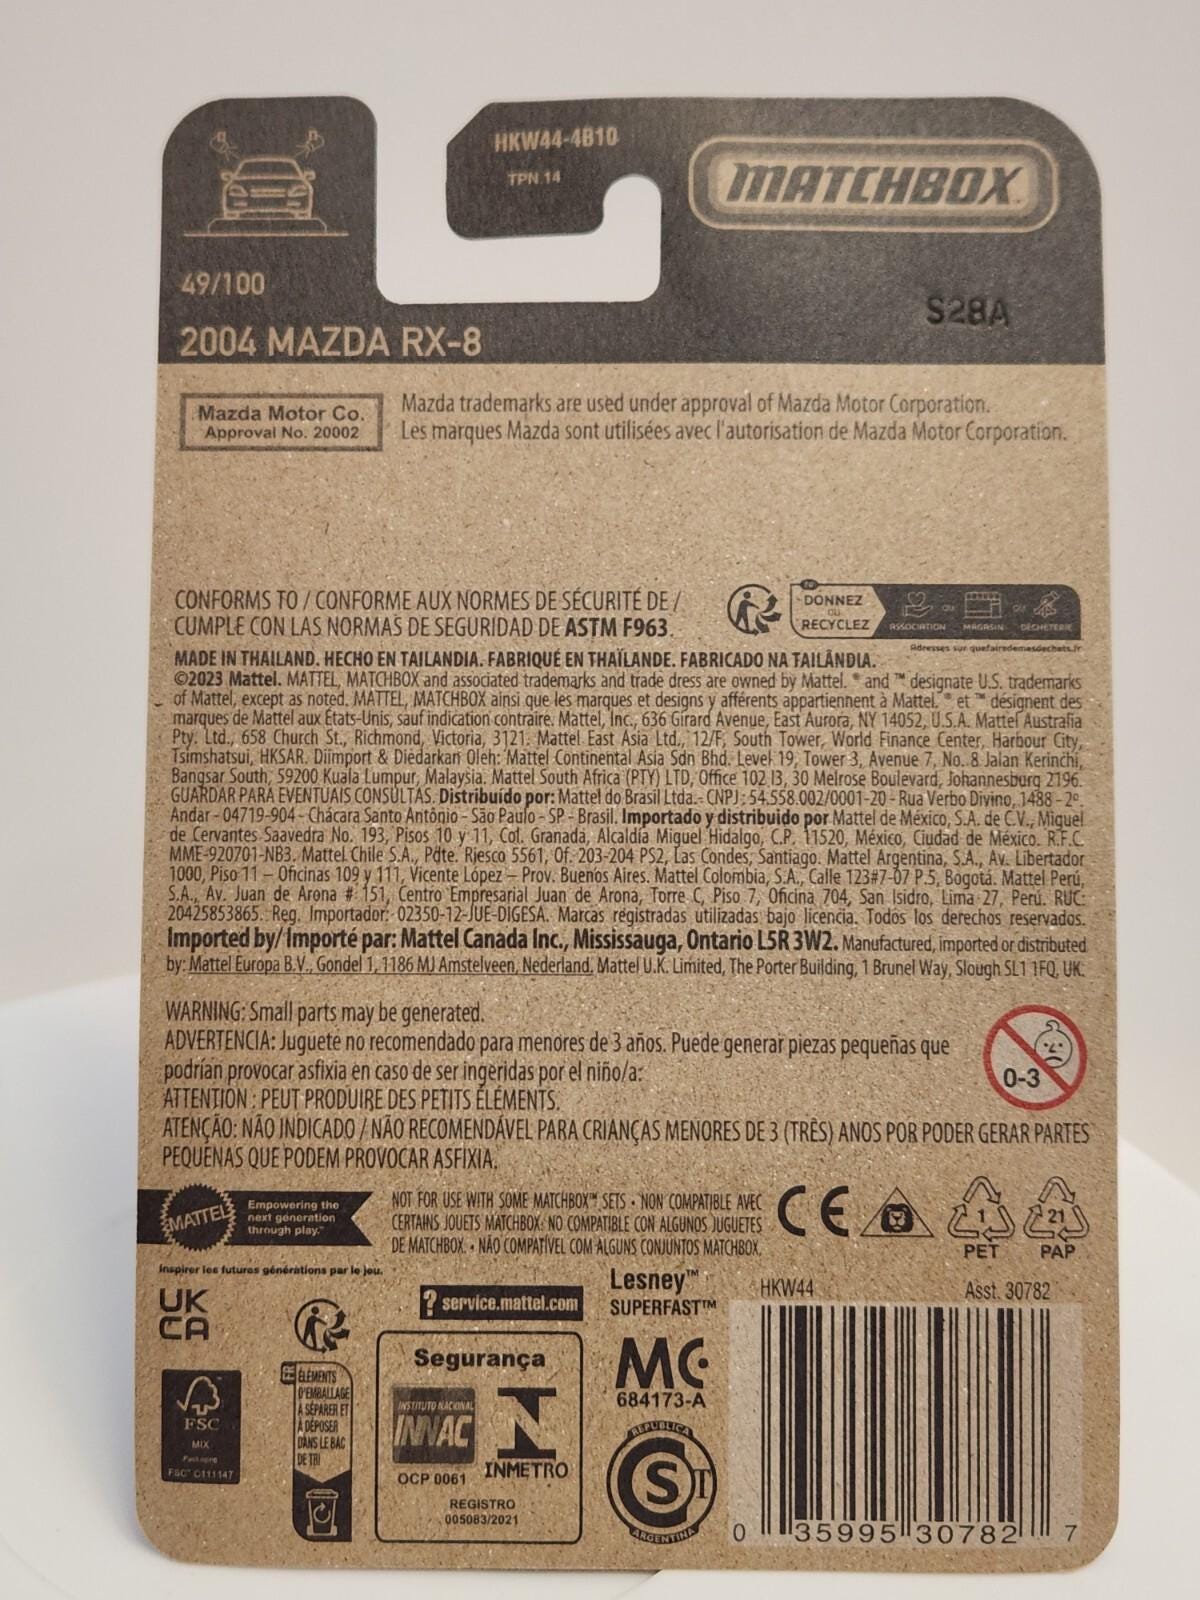 HKW44-4B10
TPN 14
MATCHBOX
49/100
S28A
2004 MAZDA RX-8
Mazda Motor Co.
Approval No. 20002
Mazda trademarks are used under approval of Mazda Motor Corporation.
Les marques Mazda sont utilisées avec l'autorisation de Mazda Motor Corporation.
CONFORMS TO / CONFORME AUX NORMES DE SÉCURITÉ DE /
CUMPLE CON LAS NORMAS DE SEGURIDAD DE ASTM F963.
FR
DONNEZ
OU
RECYCLEZ
ASSOCIATION
OU
MAGASIN
OU
DÉCHÈTERIE
Adresses sur quefairedemesdechets.fr
MADE IN THAILAND. HECHO EN TAILANDIA. FABRIQUÉ EN THAÏLANDE. FABRICADO NA TAILÂNDIA.
©2023 Mattel. MATTEL, MATCHBOX and associated trademarks and trade dress are owned by Mattel. ® and ™ designate U.S. trademarks
of Mattel, except as noted. MATTEL, MATCHBOX ainsi que les marques et designs y afférents appartiennent à Mattel. ® et ™ désignent des
marques de Mattel aux États-Unis, sauf indication contraire. Mattel, Inc., 636 Girard Avenue, East Aurora, NY 14052, U.S.A. Mattel Australia
Pty. Ltd., 658 Church St., Richmond, Victoria, 3121. Mattel East Asia Ltd., 12/F, South Tower, World Finance Center, Harbour City,
Tsimshatsui, HKSAR. Diimport & Diedarkan Oleh: Mattel Continental Asia Sdn Bhd. Level 19, Tower 3, Avenue 7, No. 8 Jalan Kerinchi,
Bangsar South, 59200 Kuala Lumpur, Malaysia. Mattel South Africa (PTY) LTD, Office 102 I3, 30 Melrose Boulevard, Johannesburg 2196.
GUARDAR PARA EVENTUAIS CONSULTAS. Distribuído por: Mattel do Brasil Ltda.- CNPJ : 54.558.002/0001-20 - Rua Verbo Divino, 1488 - 2º.
Andar - 04719-904 - Chácara Santo Antônio - São Paulo - SP - Brasil. Importado y distribuido por Mattel de México, S.A. de C.V., Miguel
de Cervantes Saavedra No. 193, Pisos 10 y 11, Col. Granada, Alcaldía Miguel Hidalgo, C.P. 11520, México, Ciudad de México. R.F.C.
MME-920701-NB3. Mattel Chile S.A., Pdte. Riesco 5561, Of. 203-204 PS2, Las Condes, Santiago. Mattel Argentina, S.A., Av. Libertador
1000, Piso 11 – Oficinas 109 y 111, Vicente López – Prov. Buenos Aires. Mattel Colombia, S.A., Calle 123#7-07 P.5, Bogotá. Mattel Perú,
S.A., Av. Juan de Arona # 151, Centro Empresarial Juan de Arona, Torre C, Piso 7, Oficina 704, San Isidro, Lima 27, Perú. RUC:
20425853865. Reg. Importador: 02350-12-JUE-DIGESA. Marcas registradas utilizadas bajo licencia. Todos los derechos reservados.
Imported by/ Importé par: Mattel Canada Inc., Mississauga, Ontario L5R 3W2. Manufactured, imported or distributed
by: Mattel Europa B.V., Gondel 1, 1186 MJ Amstelveen, Nederland. Mattel U.K. Limited, The Porter Building, 1 Brunel Way, Slough SL1 1FQ, UK.
WARNING: Small parts may be generated.
ADVERTENCIA: Juguete no recomendado para menores de 3 años. Puede generar piezas pequeñas que
podrían provocar asfixia en caso de ser ingeridas por el niño/a:
ATTENTION : PEUT PRODUIRE DES PETITS ÉLÉMENTS.
ATENÇÃO: NÃO INDICADO / NÃO RECOMENDÁVEL PARA CRIANÇAS MENORES DE 3 (TRÊS) ANOS POR PODER GERAR PARTES
PEQUENAS QUE PODEM PROVOCAR ASFIXIA.
0-3
MATTEL
Empowering the
next generation
through play.™
Inspirer les futures générations par le jeu.
NOT FOR USE WITH SOME MATCHBOX™ SETS • NON COMPATIBLE AVEC
CERTAINS JOUETS MATCHBOX. NO COMPATIBLE CON ALGUNOS JUGUETES
DE MATCHBOX. • NÃO COMPATÍVEL COM ALGUNS CONJUNTOS MATCHBOX.
CE
1
PET
21
PAP
UK
CA
? service.mattel.com
Lesney™
SUPERFAST™
HKW44
Asst. 30782
FSC
MIX
Packaging
FSC® C111147
FR
ÉLÉMENTS
D'EMBALLAGE
À SÉPARER ET
À DÉPOSER
DANS LE BAC
DE TRI
Segurança
INSTITUTO NACIONAL
INNAC
OCP 0061
INMETRO
REGISTRO
005083/2021
MC
684173-A
REPUBLICA
S
T
ARGENTINA
0 35995 30782 7